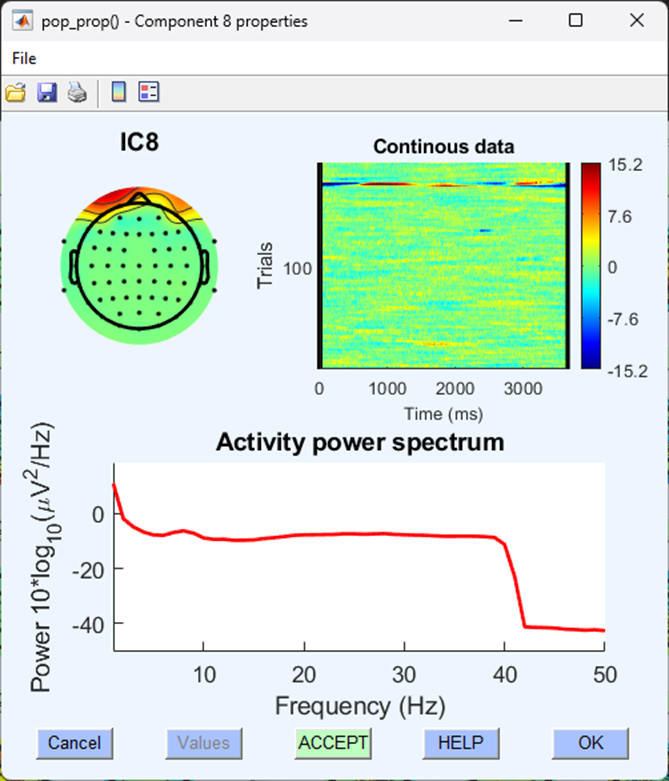 pop_prop() - Component 8 properties
File
IC8
Continous data
Trials
100
0
1000
2000
3000
Time (ms)
15.2
7.6
0
-7.6
-15.2
Activity power spectrum
Power 10*log10(μV2/Hz)
0
-20
-40
10
20
30
40
50
Frequency (Hz)
Cancel
Values
ACCEPT
HELP
OK